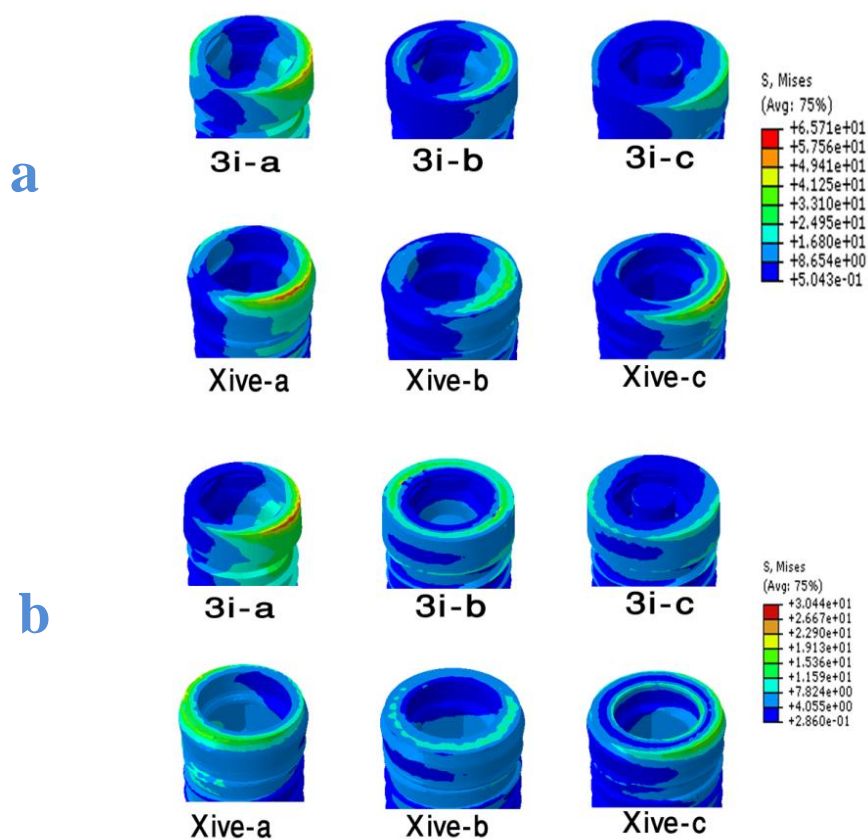 a
3i-a
3i-b
3i-c
Xive-a
Xive-b
Xive-c
S, Mises
(Avg: 75%)
+6.571e+01
+5.756e+01
+4.941e+01
+4.125e+01
+3.310e+01
+2.495e+01
+1.680e+01
+8.654e+00
+5.043e-01
b
3i-a
3i-b
3i-c
Xive-a
Xive-b
Xive-c
S, Mises
(Avg: 75%)
+3.044e+01
+2.667e+01
+2.290e+01
+1.913e+01
+1.536e+01
+1.159e+01
+7.824e+00
+4.055e+00
+2.860e-01